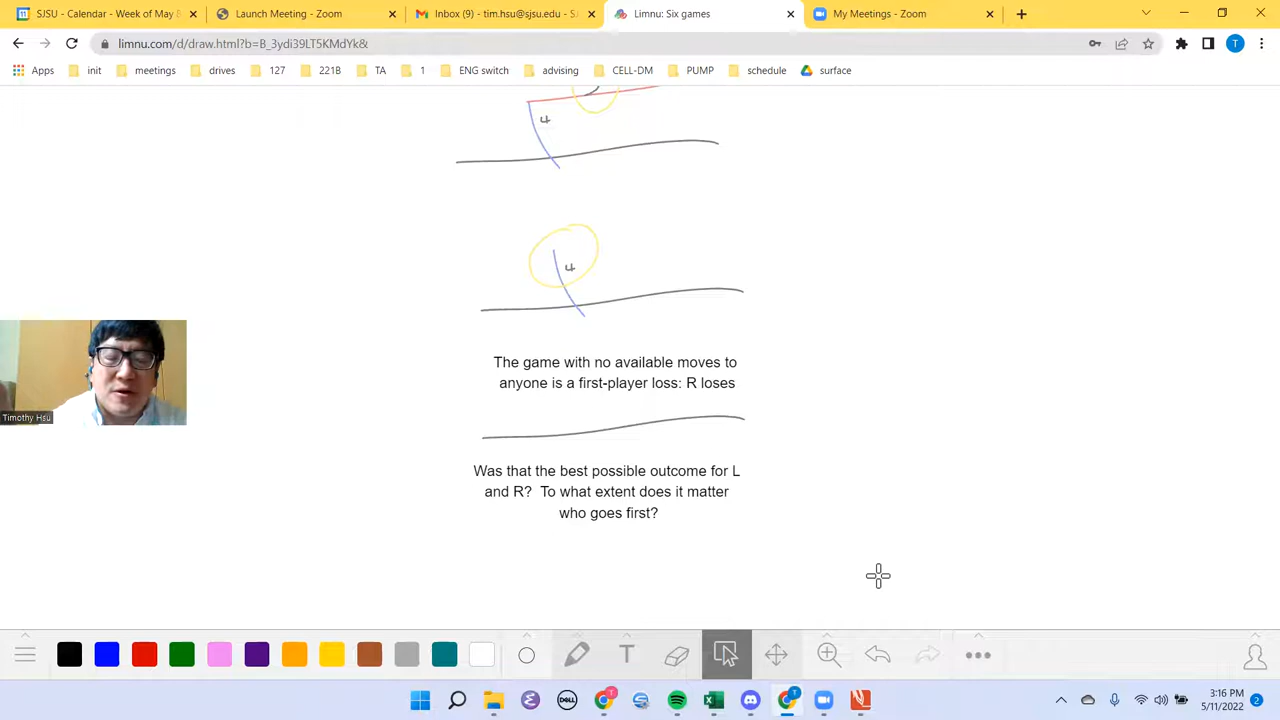 SJSU - Calendar - Week of May 8
Launch Meeting - Zoom
Inbox (9) - tim.hsu@sjsu.edu - SJ
Limnu: Six games
My Meetings - Zoom
limnu.com/d/draw.html?b=B_3ydi39LT5KMdYk&
T
Apps
init
meetings
drives
127
221B
TA
1
ENG switch
advising
CELL-DM
PUMP
schedule
surface
4
4
The game with no available moves to
anyone is a first-player loss: R loses
Timothy Hsu
Was that the best possible outcome for L
and R? To what extent does it matter
who goes first?
T
3:16 PM
5/11/2022